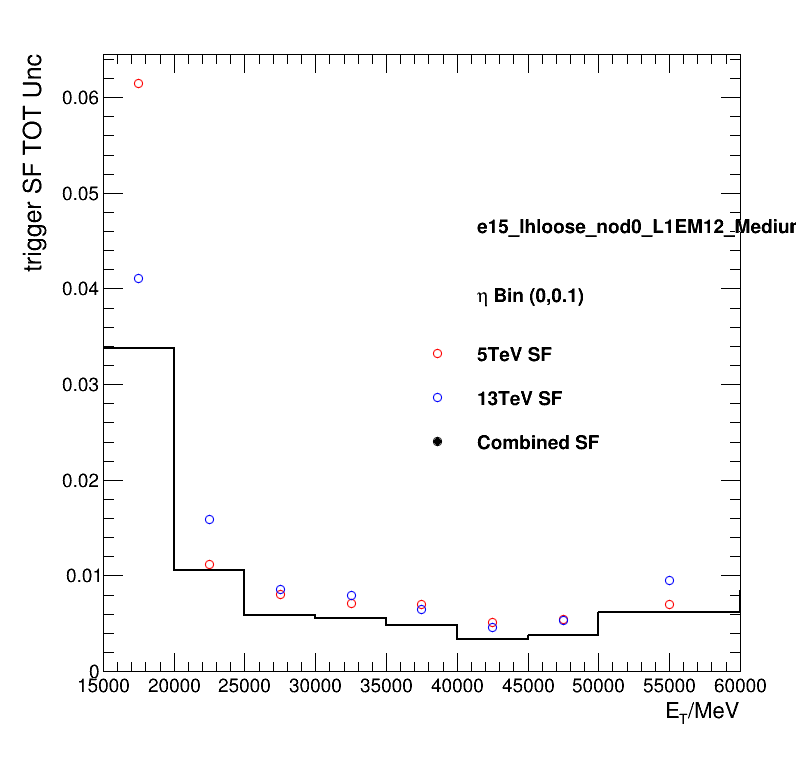 trigger SF TOT Unc
0.06
0.05
0.04
0.03
0.02
0.01
0
e15_lhloose_nod0_L1EM12_Medium
η Bin (0,0.1)
5TeV SF
13TeV SF
Combined SF
15000 20000 25000 30000 35000 40000 45000 50000 55000 60000
E_T/MeV